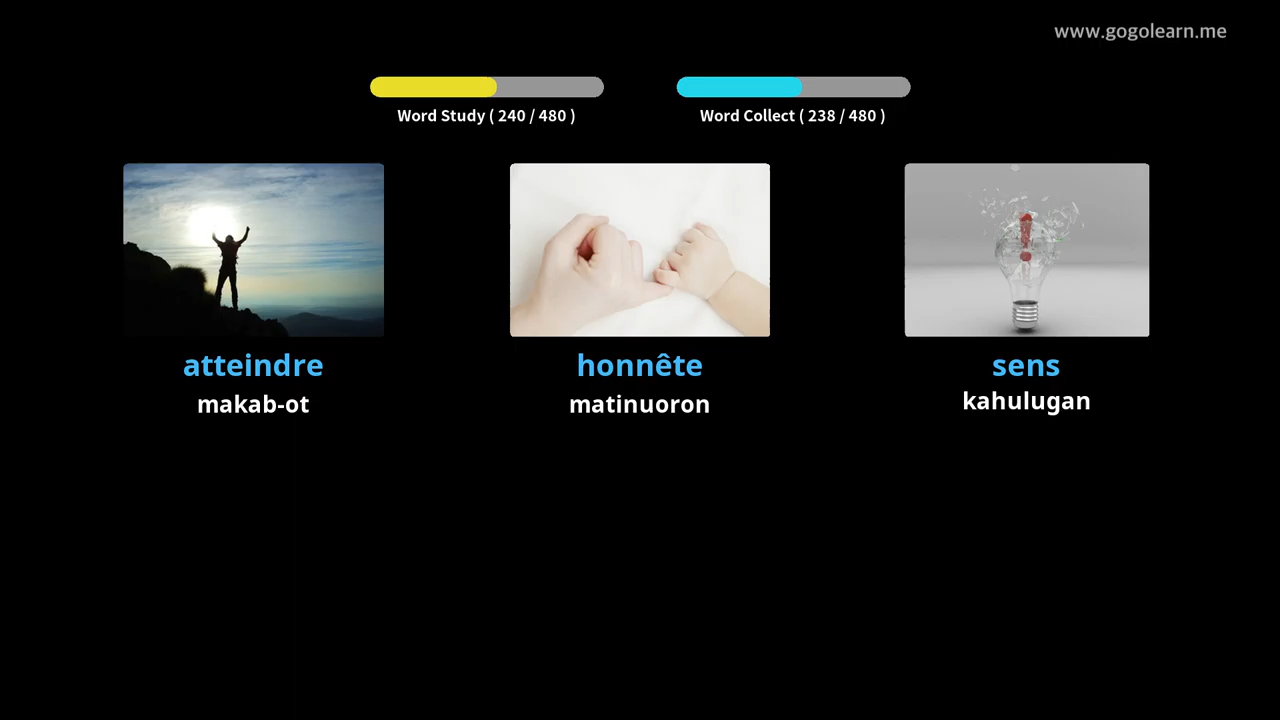 www.gogolearn.me
Word Study ( 240 / 480 )
Word Collect ( 238 / 480 )
atteindre
makab-ot
honnête
matinuoron
sens
kahulugan